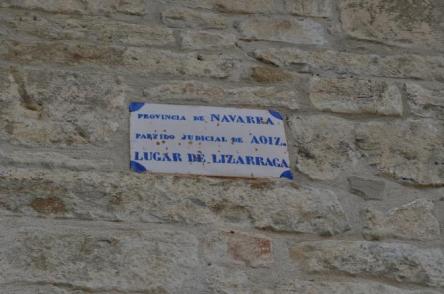 PROVINCIA DE NAVARRA
PARTIDO JUDICIAL DE AOIZ.
LUGAR DE LIZARRAGA